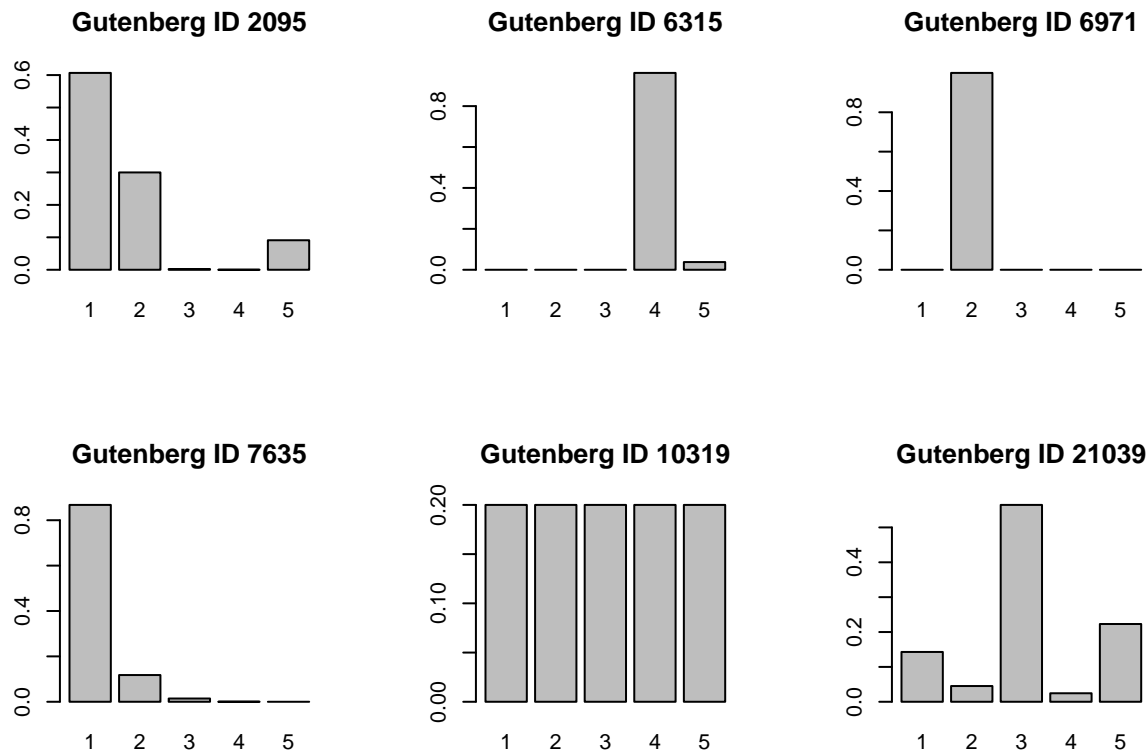 Gutenberg ID 2095
0.0 0.2 0.4 0.6
1 2 3 4 5
Gutenberg ID 6315
0.0 0.4 0.8
1 2 3 4 5
Gutenberg ID 6971
0.0 0.4 0.8
1 2 3 4 5
Gutenberg ID 7635
0.0 0.4 0.8
1 2 3 4 5
Gutenberg ID 10319
0.00 0.10 0.20
1 2 3 4 5
Gutenberg ID 21039
0.0 0.2 0.4
1 2 3 4 5